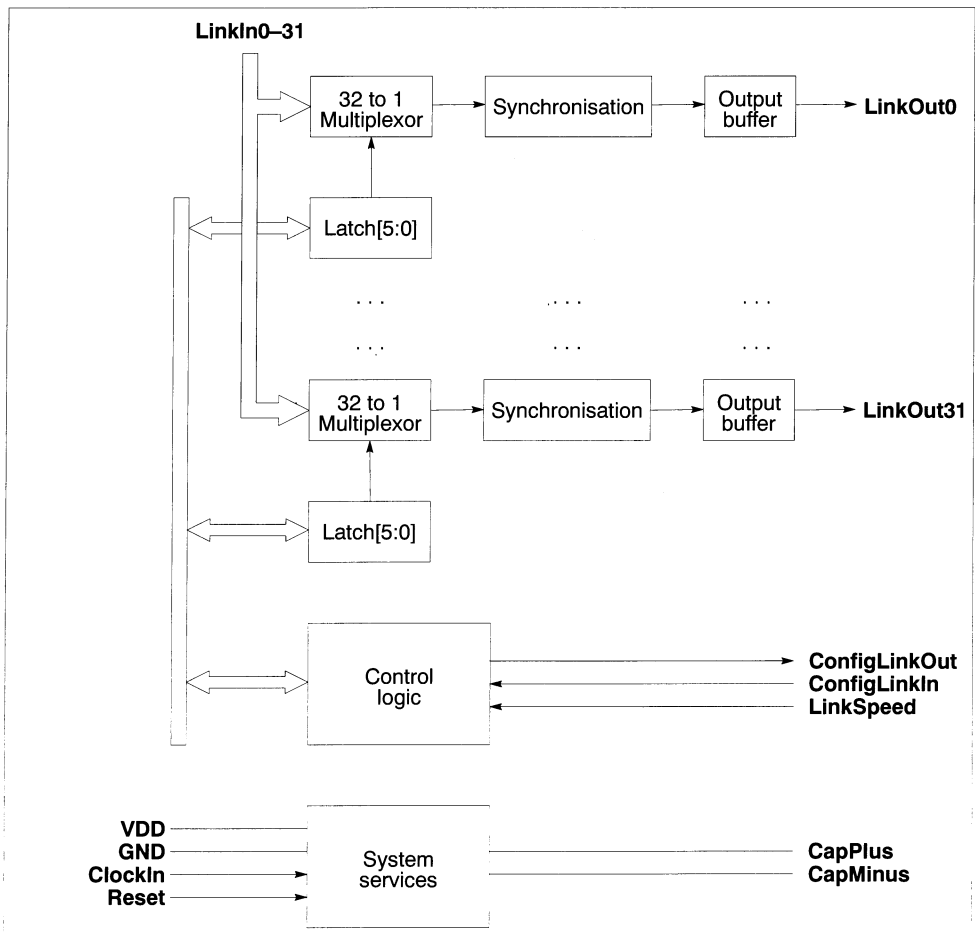 LinkIn0–31
32 to 1
Multiplexor
Synchronisation
Output
buffer
LinkOut0
Latch[5:0]
. . . . . . . . .
. . . . . . . . .
32 to 1
Multiplexor
Synchronisation
Output
buffer
LinkOut31
Latch[5:0]
Control
logic
ConfigLinkOut
ConfigLinkIn
LinkSpeed
VDD
GND
ClockIn
Reset
System
services
CapPlus
CapMinus